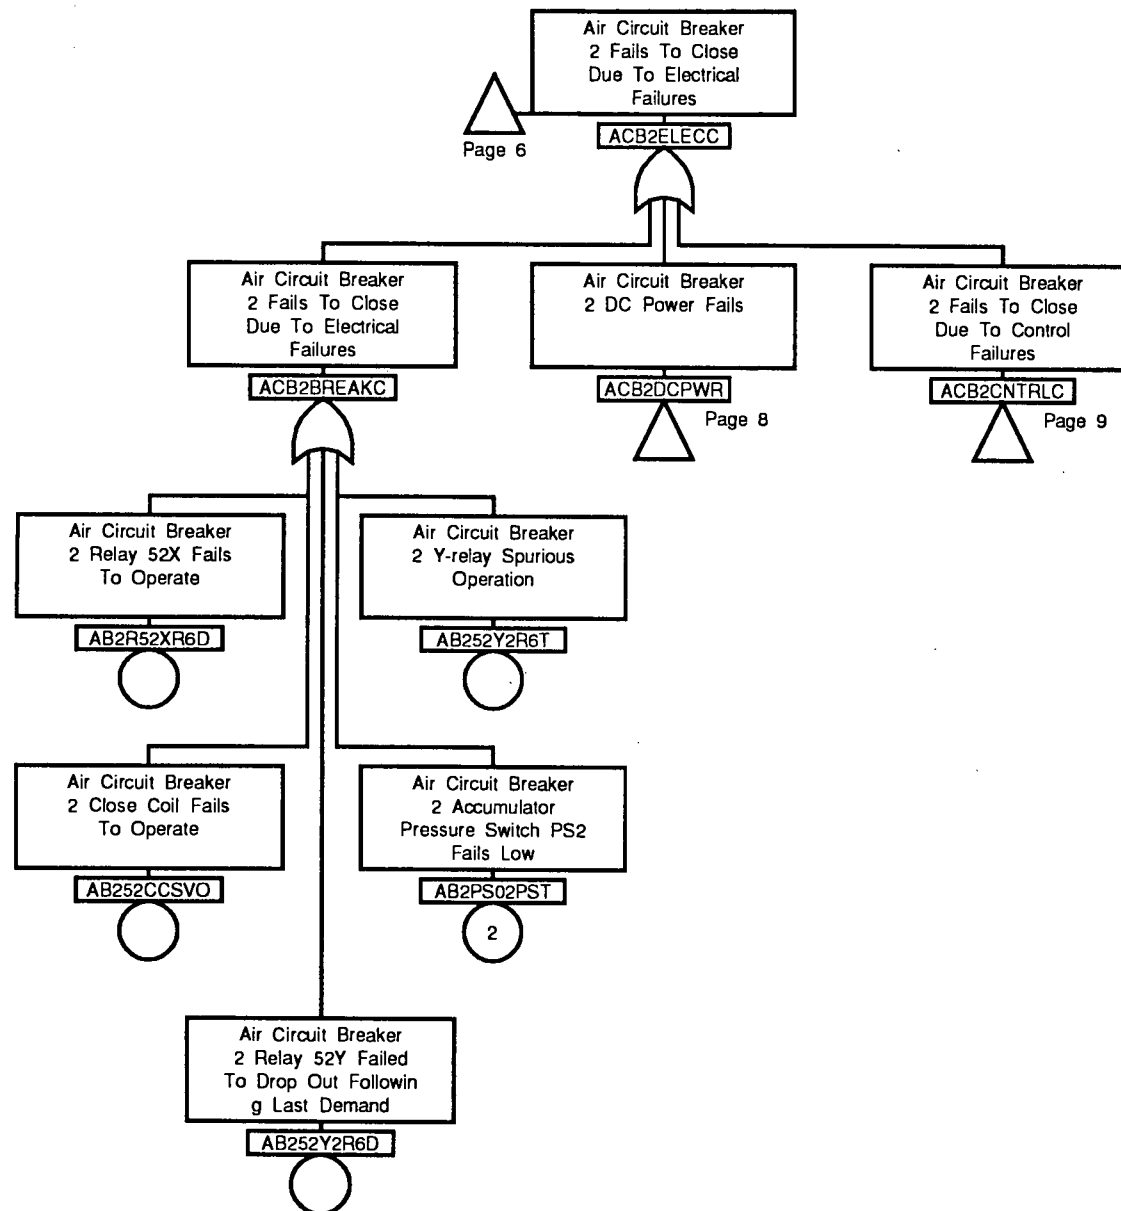 Air Circuit Breaker
2 Fails To Close
Due To Electrical
Failures
ACB2ELECC
Page 6
Air Circuit Breaker
2 Fails To Close
Due To Electrical
Failures
ACB2BREAKC
Air Circuit Breaker
2 DC Power Fails
ACB2DCPWR
Page 8
Air Circuit Breaker
2 Fails To Close
Due To Control
Failures
ACB2CNTRLC
Page 9
Air Circuit Breaker
2 Relay 52X Fails
To Operate
AB2R52XR6D
Air Circuit Breaker
2 Y-relay Spurious
Operation
AB252Y2R6T
Air Circuit Breaker
2 Close Coil Fails
To Operate
AB252CCSVO
Air Circuit Breaker
2 Accumulator
Pressure Switch PS2
Fails Low
AB2PS02PST
2
Air Circuit Breaker
2 Relay 52Y Failed
To Drop Out Followin
g Last Demand
AB252Y2R6D